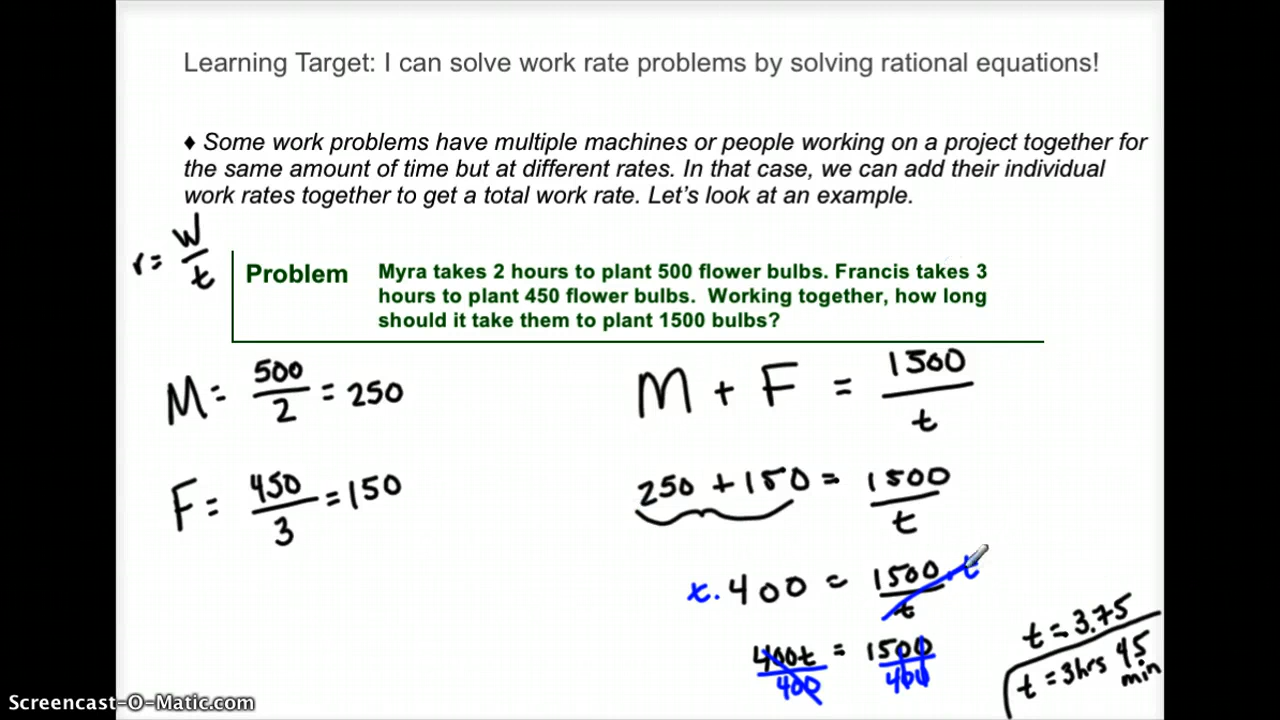 Learning Target: I can solve work rate problems by solving rational equations!
♦ Some work problems have multiple machines or people working on a project together for
the same amount of time but at different rates. In that case, we can add their individual
work rates together to get a total work rate. Let's look at an example.
r = W/t
Problem Myra takes 2 hours to plant 500 flower bulbs. Francis takes 3
hours to plant 450 flower bulbs. Working together, how long
should it take them to plant 1500 bulbs?
M = 500/2 = 250
F = 450/3 = 150
M + F = 1500/t
250 + 150 = 1500/t
t · 400 = 1500/t · t
400t/400 = 1500/400
t = 3.75
t = 3hrs 45
min
Screencast-O-Matic.com